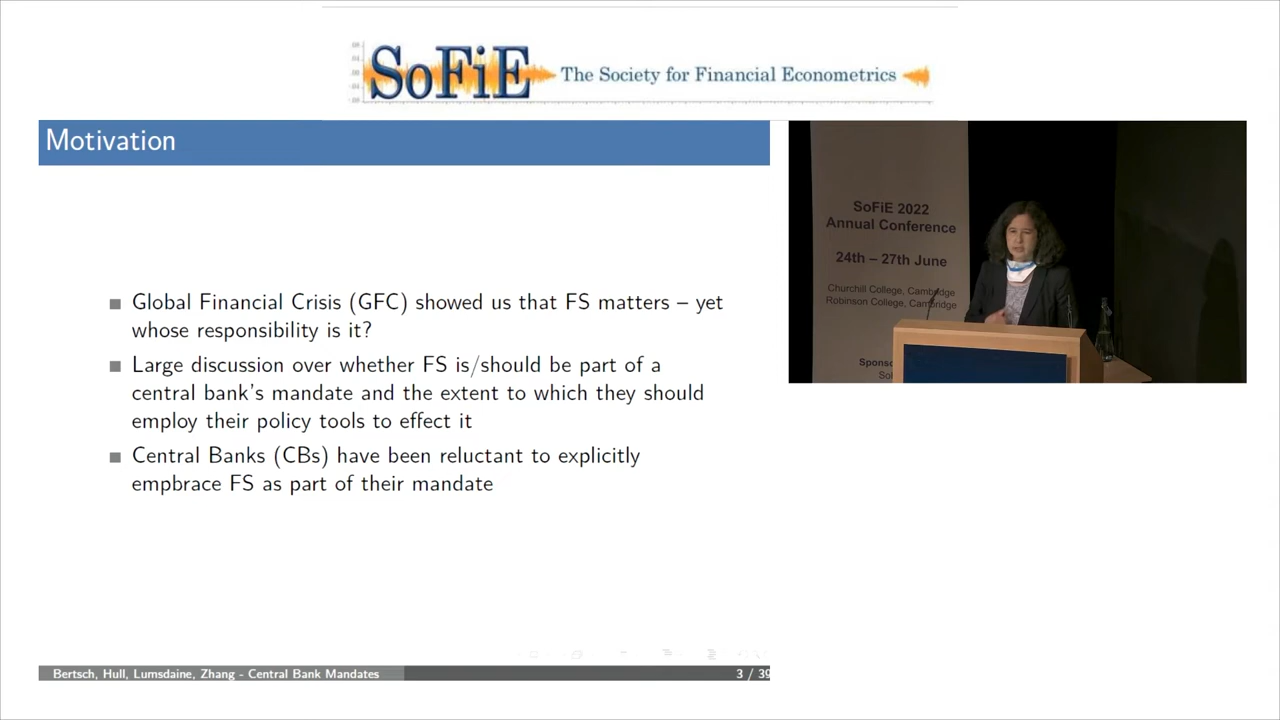 SoFiE The Society for Financial Econometrics
Motivation
Global Financial Crisis (GFC) showed us that FS matters – yet
whose responsibility is it?
Large discussion over whether FS is/should be part of a
central bank's mandate and the extent to which they should
employ their policy tools to effect it
Central Banks (CBs) have been reluctant to explicitly
empbrace FS as part of their mandate
Bertsch, Hull, Lumsdaine, Zhang - Central Bank Mandates
3 / 39
SoFiE 2022
Annual Conference
24th – 27th June
Churchill College, Cambridge
Robinson College, Cambridge